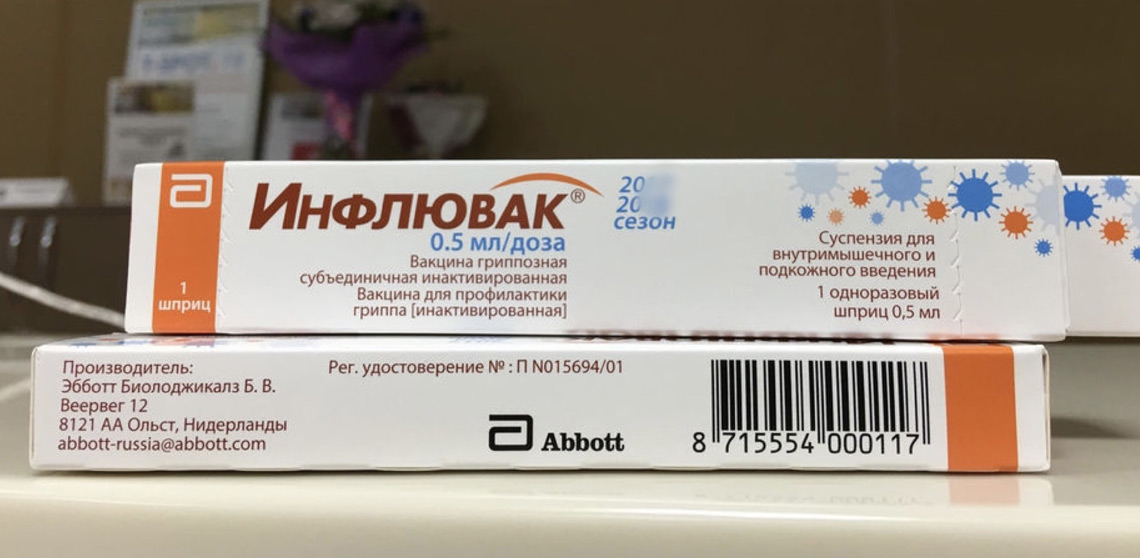 ИНФЛЮВАК®
0.5 мл/доза
Вакцина гриппозная
субъединичная инактивированная
Вакцина для профилактики
гриппа [инактивированная]
сезон
Суспензия для
внутримышечного и
подкожного введения
1 одноразовый
шприц 0,5 мл
1
шприц
Производитель:
Эбботт Биолоджикалз Б. В.
Веервег 12
8121 АА Ольст, Нидерланды
abbott-russia@abbott.com
Рег. удостоверение № : П N015694/01
Abbott
8 715554 000117